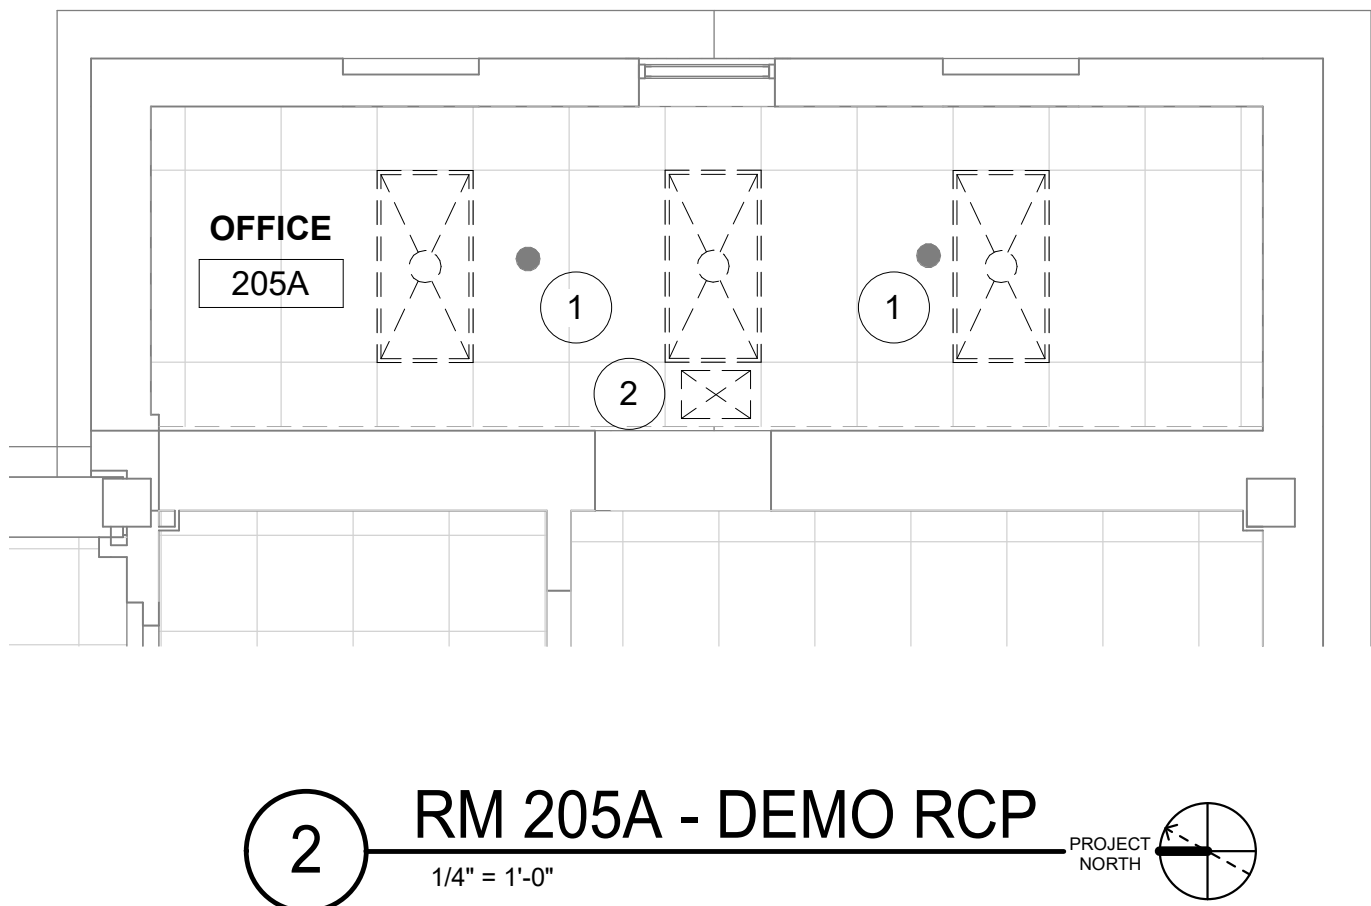 OFFICE
205A
1
1
2
2
RM 205A - DEMO RCP
1/4" = 1'-0"
PROJECT
NORTH